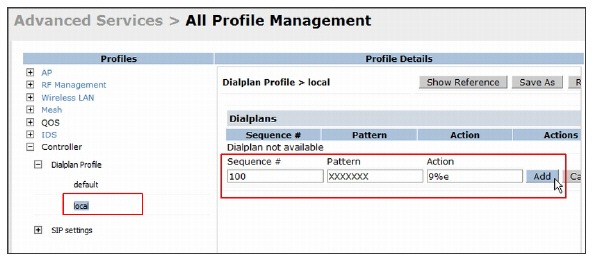 Advanced Services > All Profile Management
Profiles
Profile Details
AP
RF Management
Wireless LAN
Mesh
QOS
IDS
Controller
Dialplan Profile
default
local
SIP settings
Dialplan Profile > local
Show Reference
Save As
R
Dialplans
Sequence # Pattern Action Actions
Dialplan not available
Sequence # Pattern Action
100 XXXXXXX 9%e Add Ca